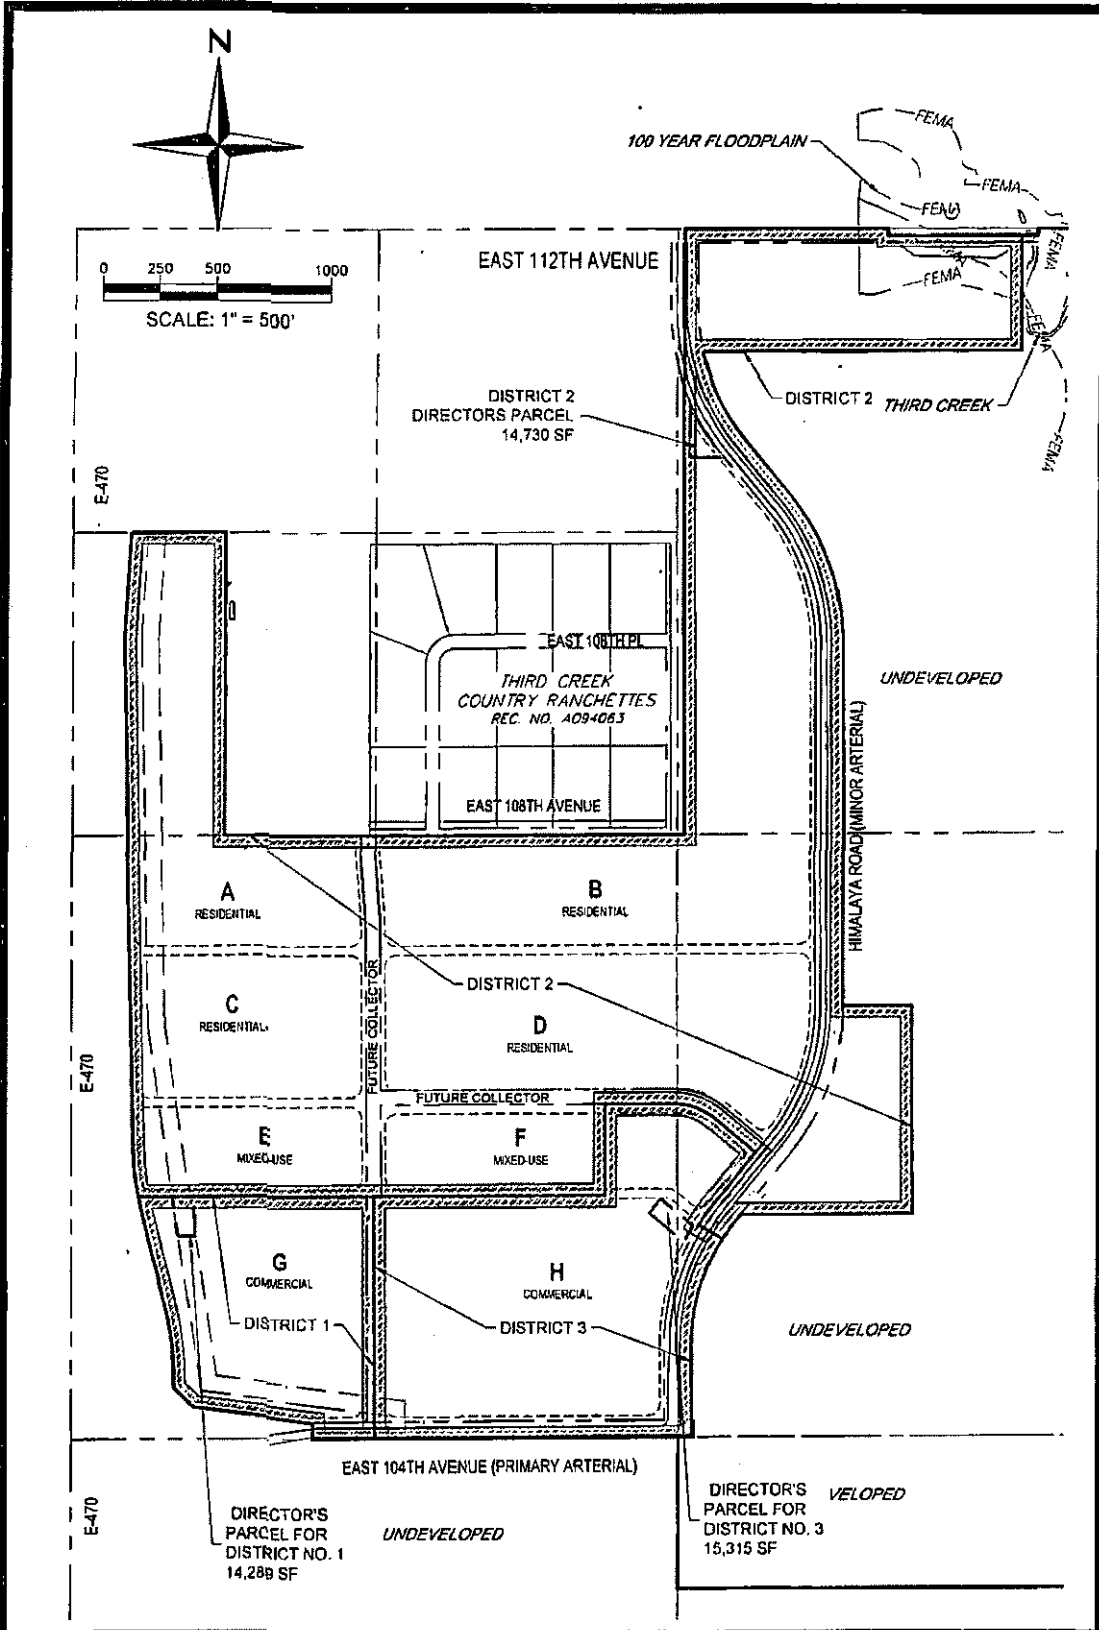 N
100 YEAR FLOODPLAIN
FEMA
FEMA
FEMA
FEMA
FEMA
FEMA
FEMA
EAST 112TH AVENUE
0 250 500 1000
SCALE: 1" = 500'
DISTRICT 2
DIRECTORS PARCEL
14,730 SF
DISTRICT 2
THIRD CREEK
E-470
EAST 108TH PL
THIRD CREEK
COUNTRY RANCHETTES
REC. NO. A094063
EAST 108TH AVENUE
UNDEVELOPED
HIMALAYA ROAD (MINOR ARTERIAL)
A
RESIDENTIAL
B
RESIDENTIAL
DISTRICT 2
C
RESIDENTIAL
D
RESIDENTIAL
FUTURE COLLECTOR
E-470
FUTURE COLLECTOR
E
MIXED-USE
F
MIXED-USE
G
COMMERCIAL
H
COMMERCIAL
DISTRICT 1
DISTRICT 3
UNDEVELOPED
EAST 104TH AVENUE (PRIMARY ARTERIAL)
E-470
DIRECTOR'S
PARCEL FOR
DISTRICT NO. 1
14,289 SF
UNDEVELOPED
DIRECTOR'S
PARCEL FOR
DISTRICT NO. 3
15,315 SF
VELOPED